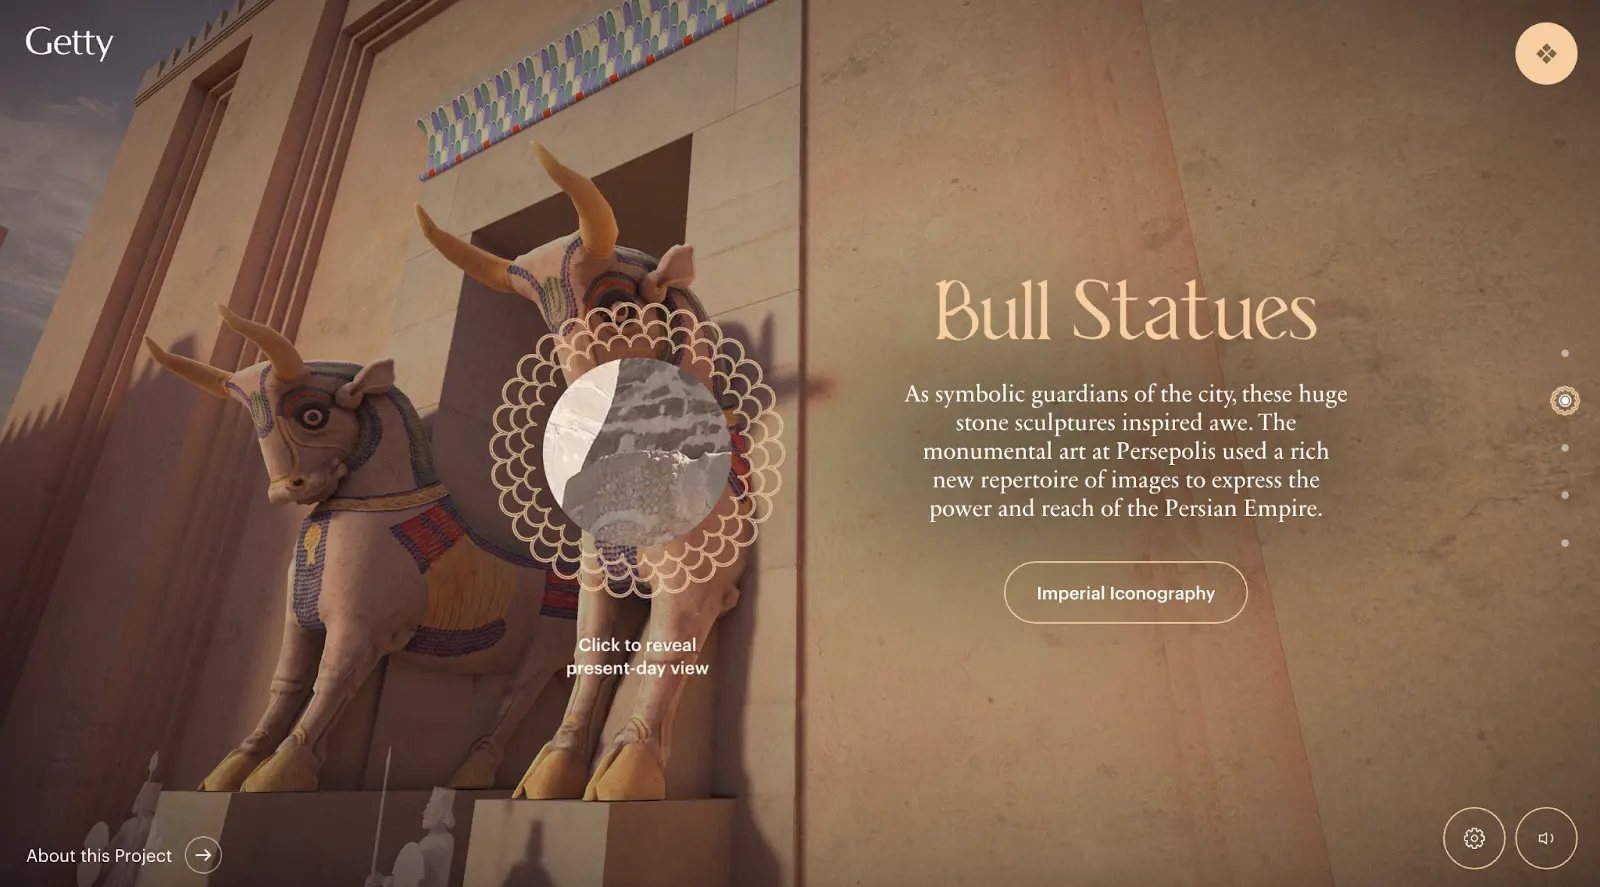 Getty
Bull Statues
As symbolic guardians of the city, these huge
stone sculptures inspired awe. The
monumental art at Persepolis used a rich
new repertoire of images to express the
power and reach of the Persian Empire.
Imperial Iconography
Click to reveal
present-day view
About this Project